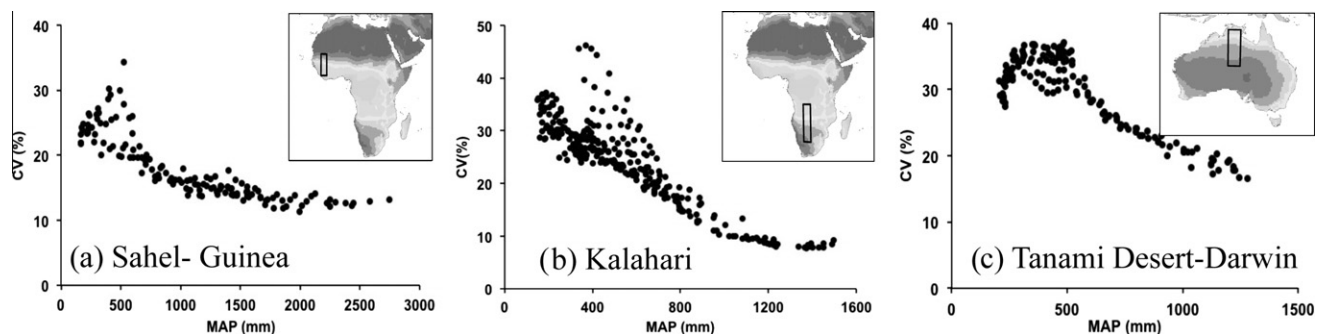 40
30
20
10
0
CV (%)
(a) Sahel- Guinea
0 500 1000 1500 2000 2500 3000
MAP (mm)
50
40
30
20
10
0
CV(%)
(b) Kalahari
0 400 800 1200 1600
MAP (mm)
40
30
20
10
0
CV (%)
(c) Tanami Desert-Darwin
0 500 1000 1500
MAP (mm)